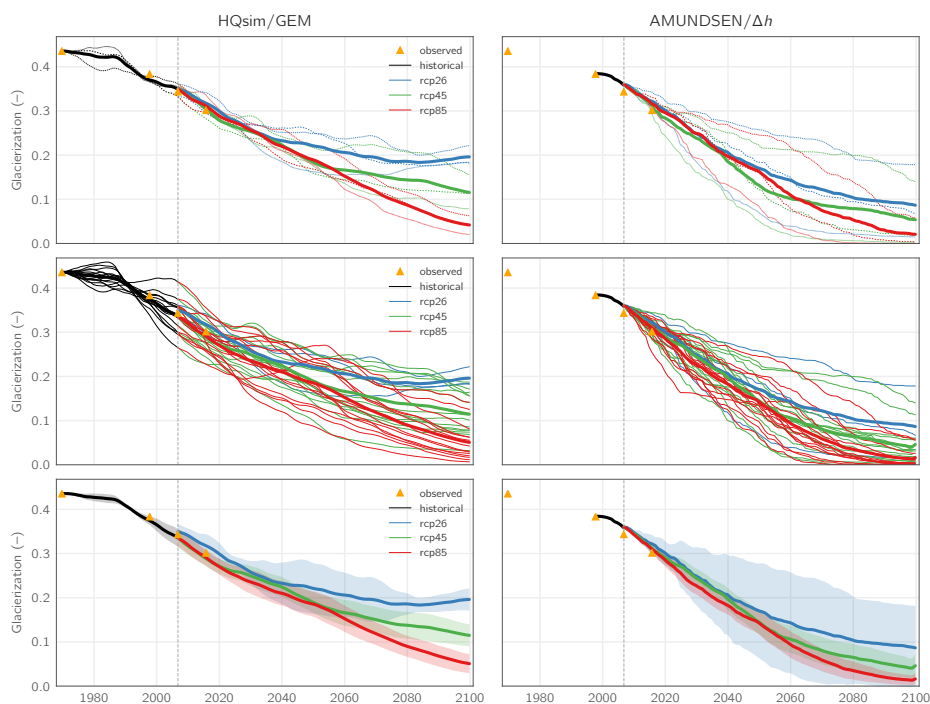 HQsim/GEM
AMUNDSEN/Δh
Glacierization (−)
0.4
0.3
0.2
0.1
0.0
observed
historical
rcp26
rcp45
rcp85
Glacierization (−)
0.4
0.3
0.2
0.1
0.0
observed
historical
rcp26
rcp45
rcp85
Glacierization (−)
0.4
0.3
0.2
0.1
0.0
observed
historical
rcp26
rcp45
rcp85
1980 2000 2020 2040 2060 2080 2100
1980 2000 2020 2040 2060 2080 2100